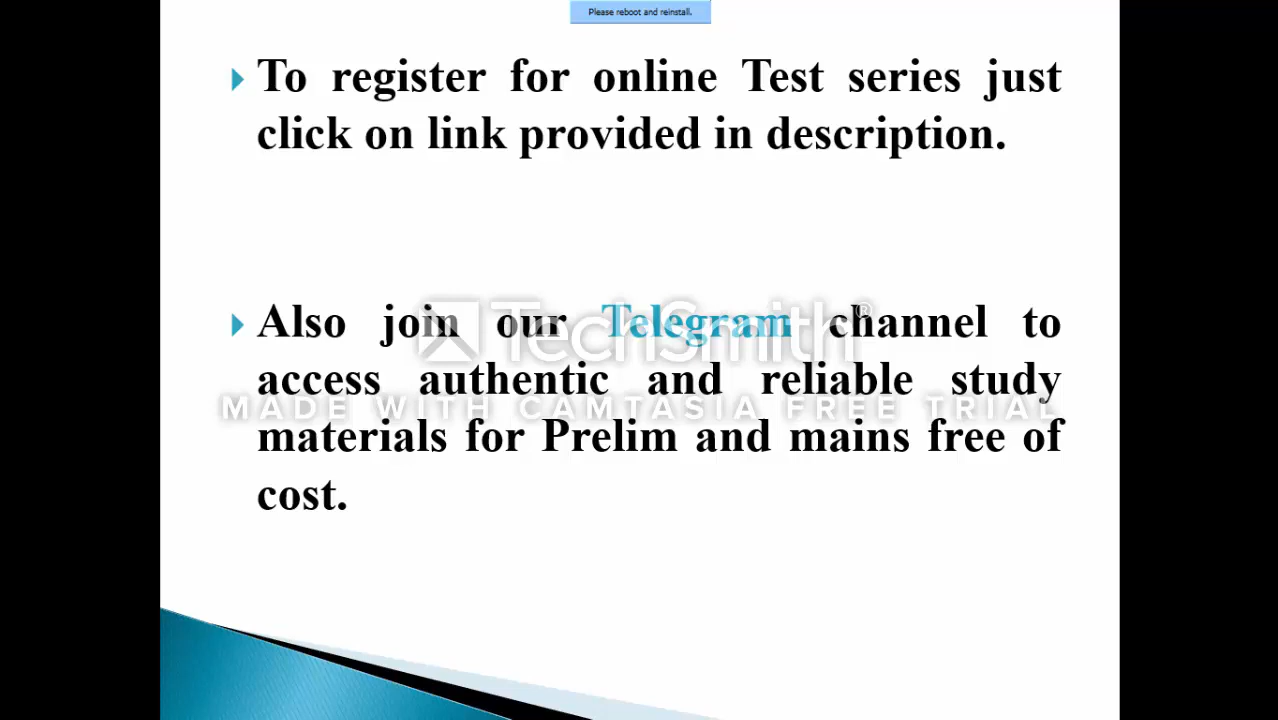 Please reboot and reinstall.
To register for online Test series just
click on link provided in description.
Also join our Telegram channel to
TechSmith®
access authentic and reliable study
MADE WITH CAMTASIA FREE TRIAL
materials for Prelim and mains free of
cost.